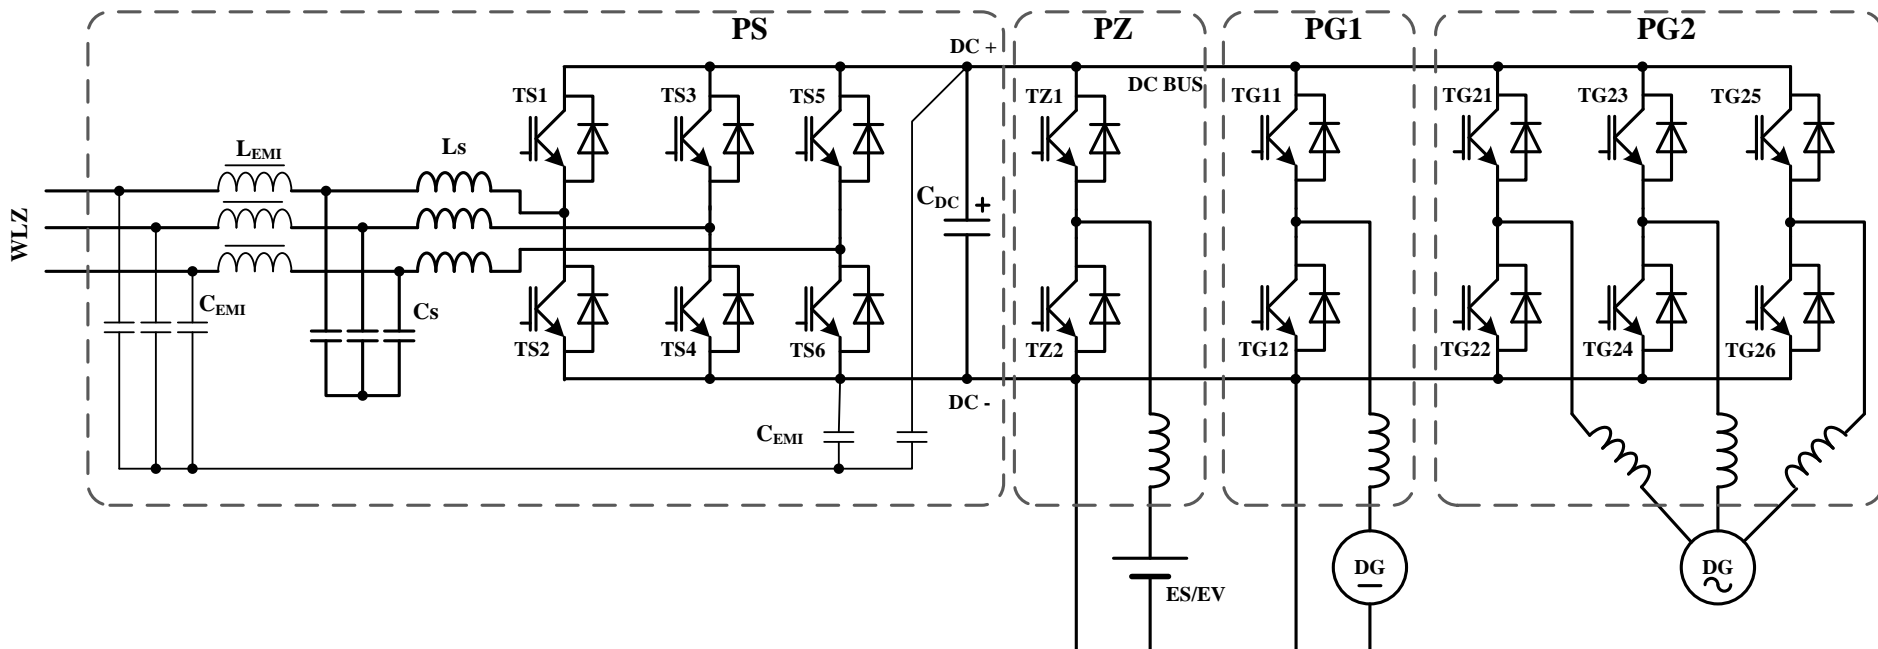 PS
PZ
PG1
PG2
DC +
DC BUS
TS1
TS3
TS5
TZ1
TG11
TG21
TG23
TG25
LEMI
Ls
CDC
+
WLZ
CEMI
Cs
TS2
TS4
TS6
TZ2
TG12
TG22
TG24
TG26
DC -
CEMI
DG
DG
ES/EV